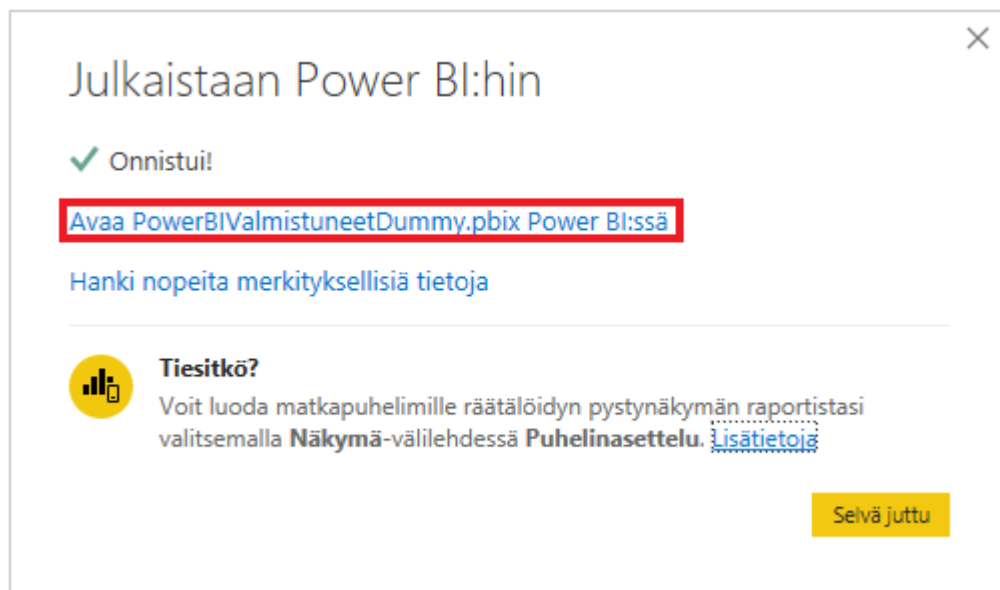 Julkaistaan Power BI:hin
Onnistui!
Avaa PowerBIValmistuneetDummy.pbix Power BI:ssä
Hanki nopeita merkityksellisiä tietoja
Tiesitkö?
Voit luoda matkapuhelimille räätälöidyn pystynäkymän raportistasi
valitsemalla Näkymä-välilehdessä Puhelinasettelu. Lisätietoja
Selvä juttu